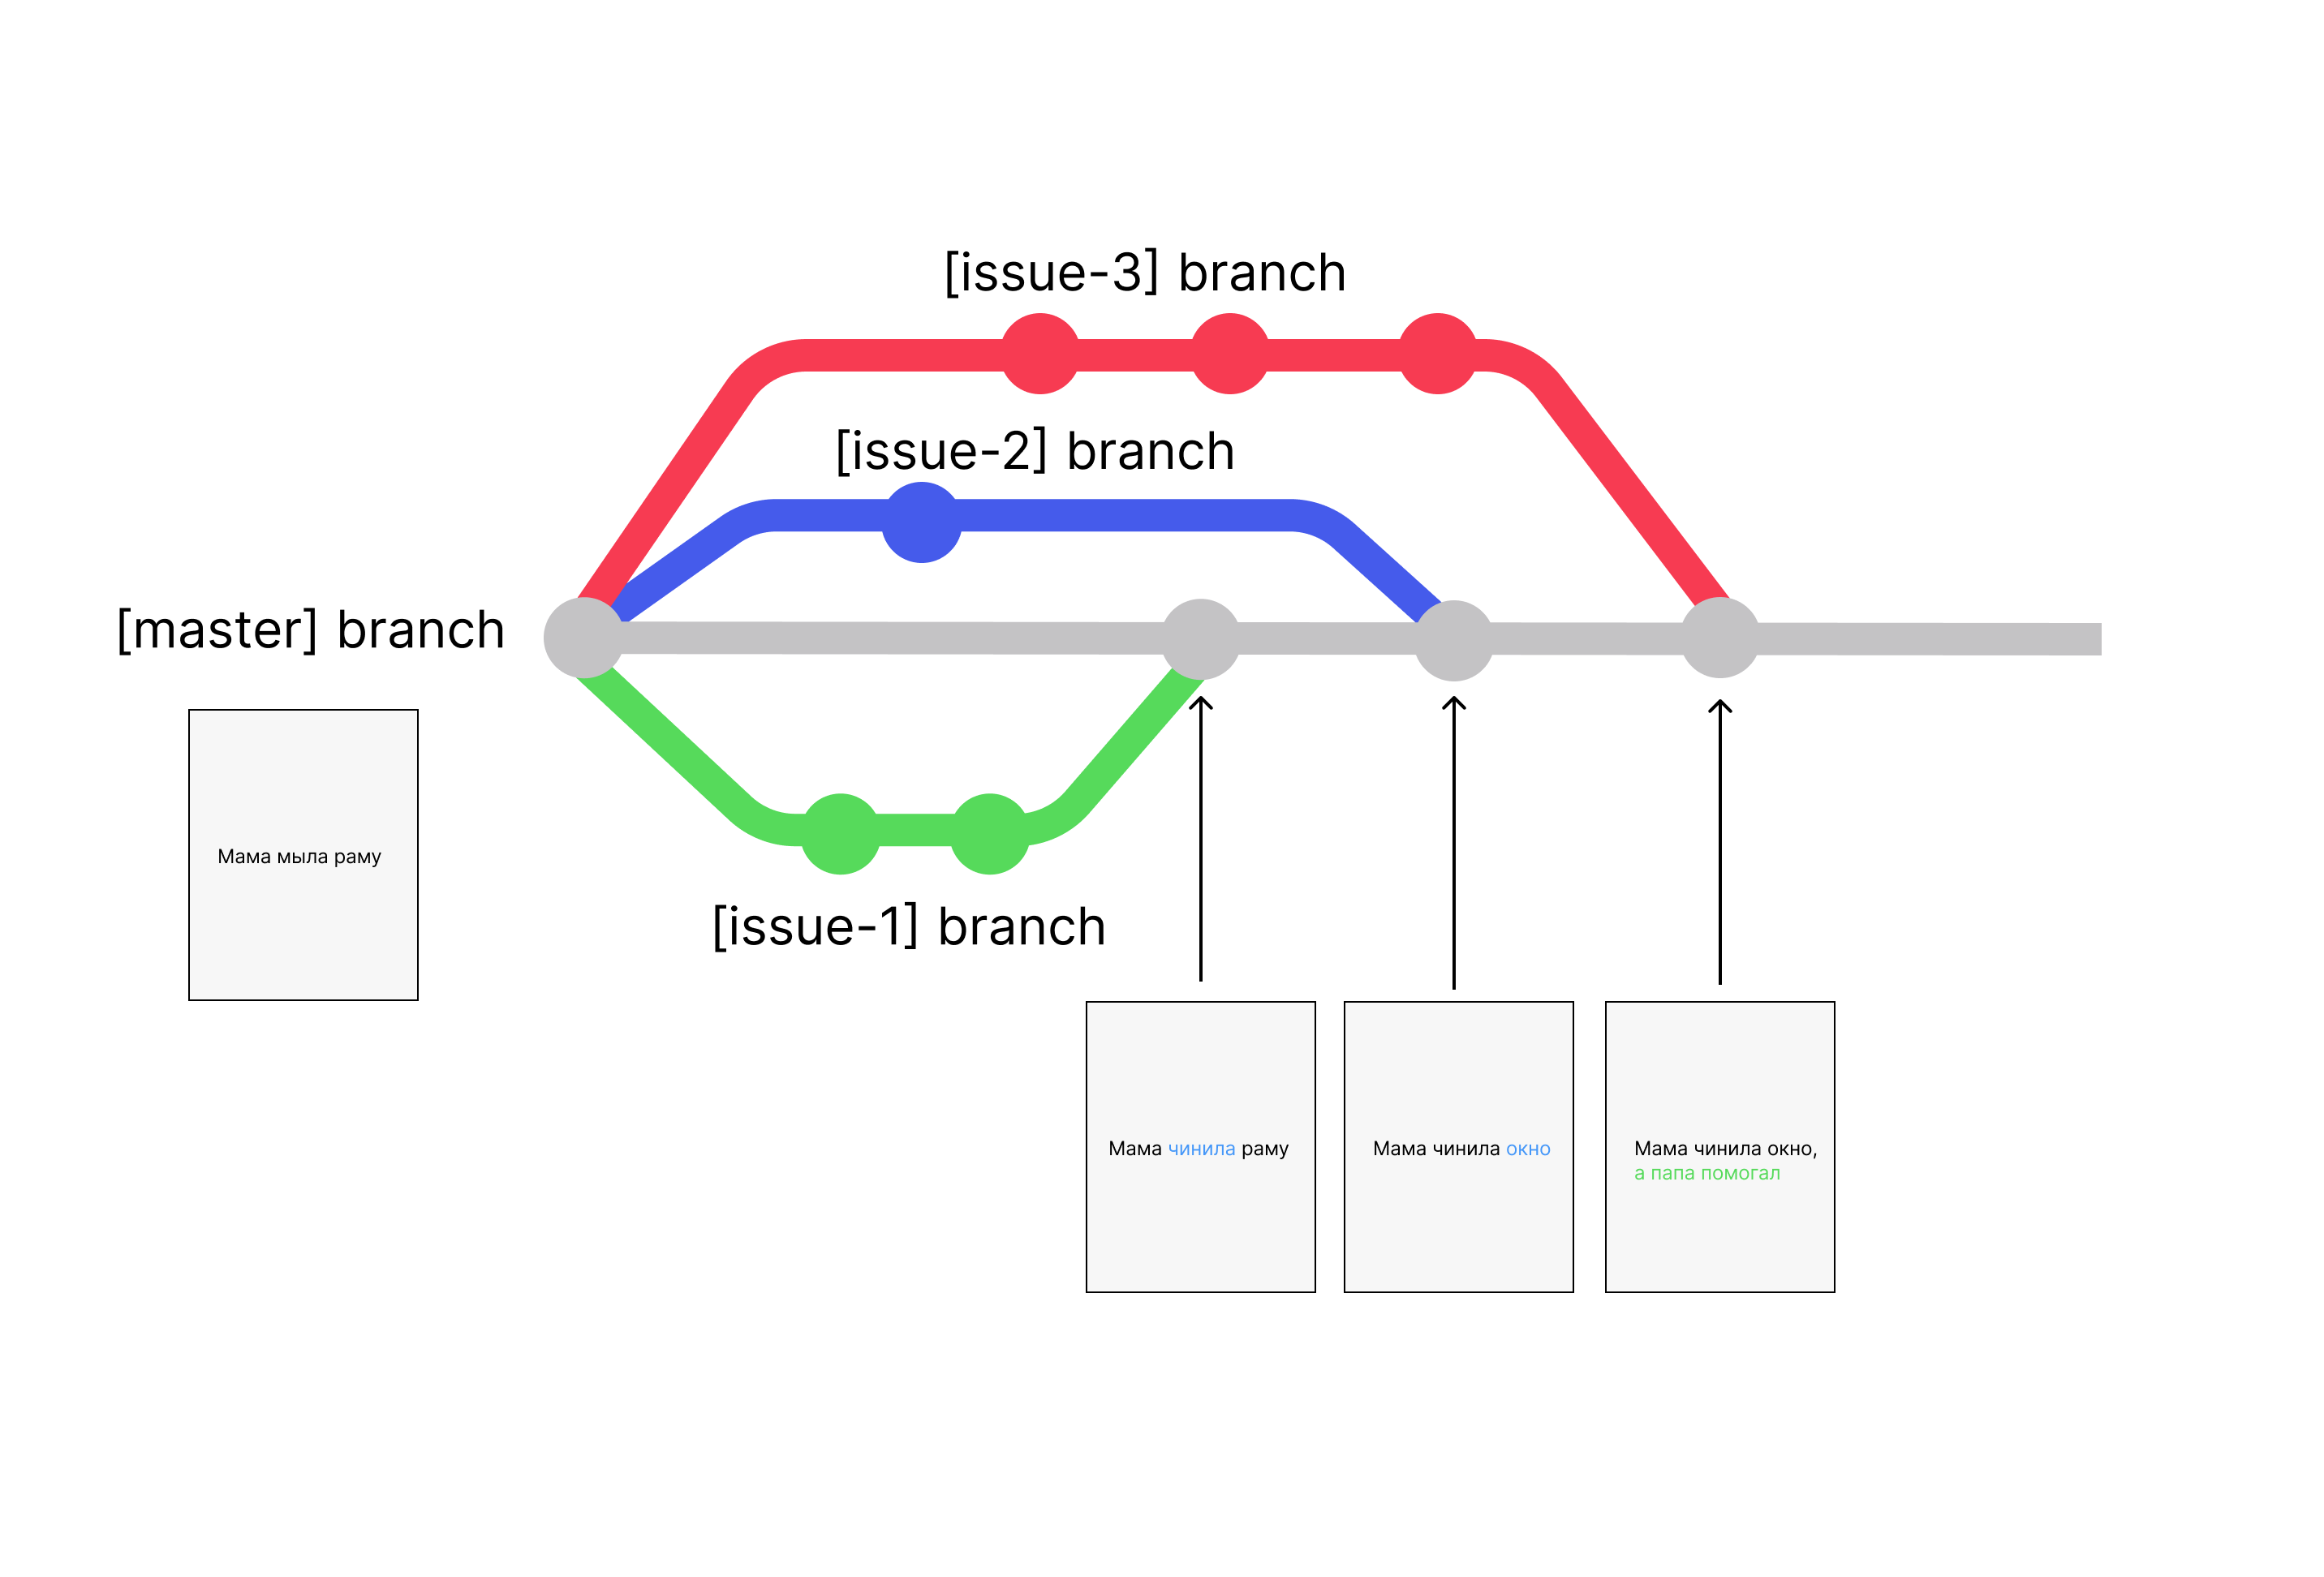 [issue-3] branch
[issue-2] branch
[master] branch
Мама мыла раму
[issue-1] branch
Мама чинила раму
Мама чинила окно
Мама чинила окно,
а папа помогал